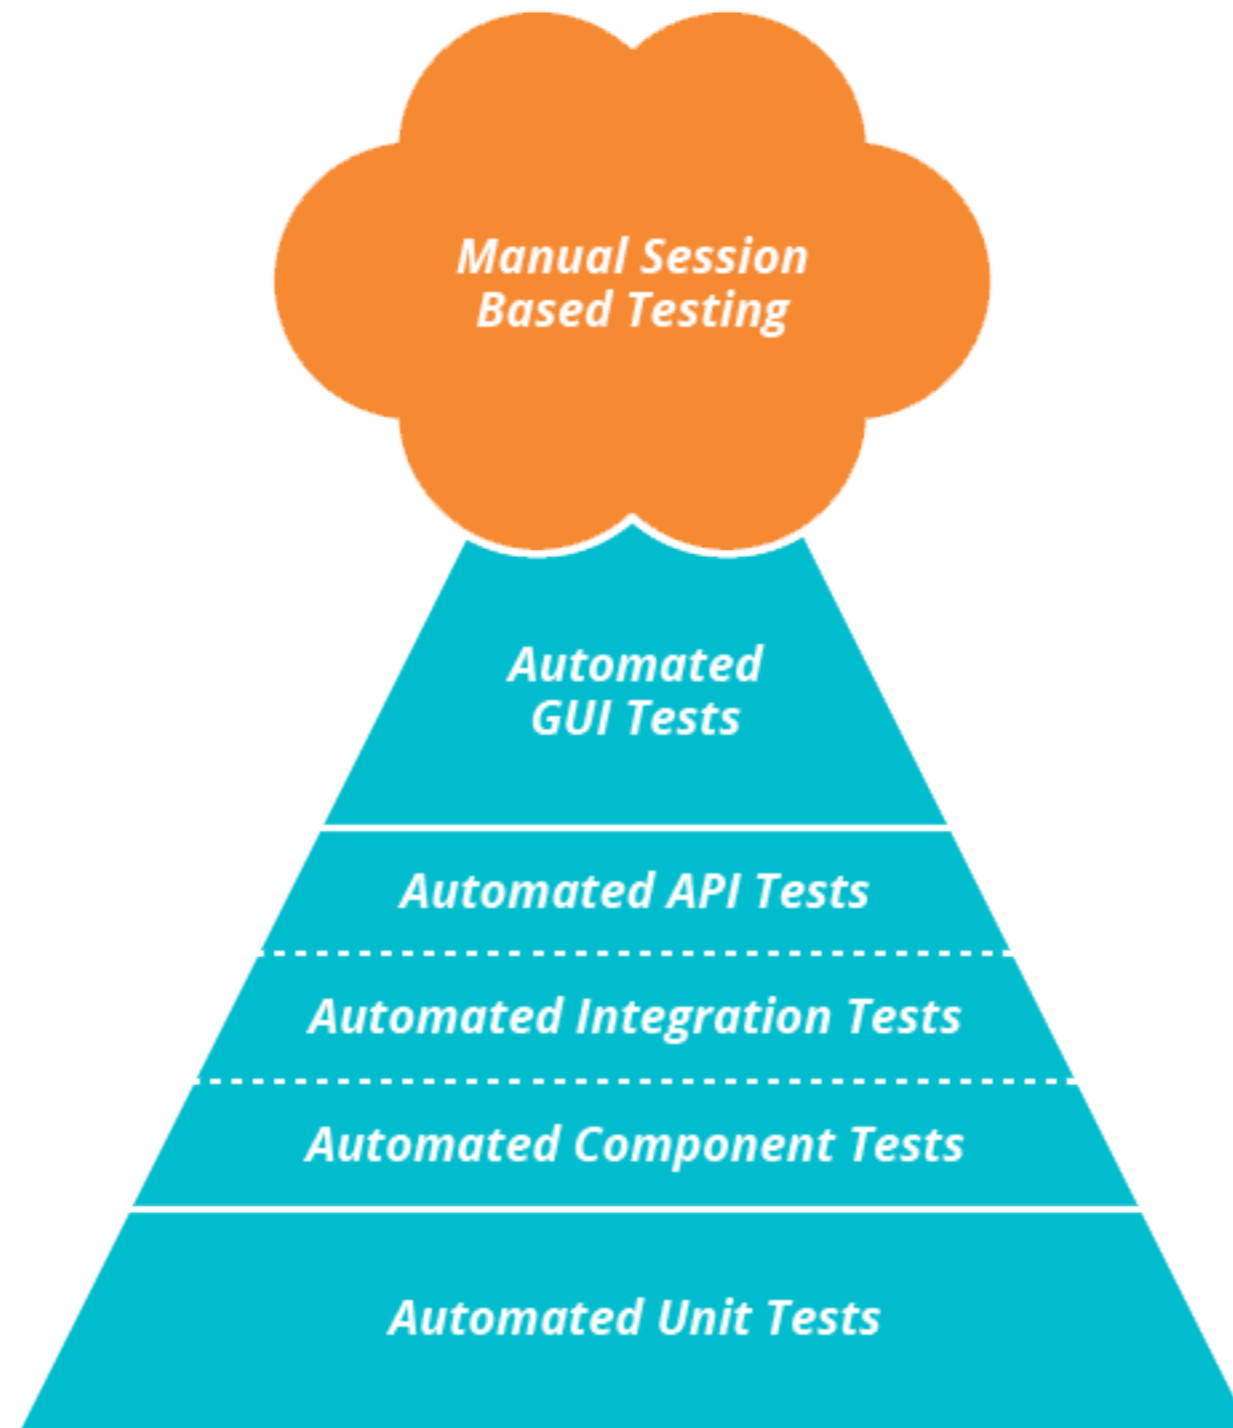 Manual Session
Based Testing
Automated
GUI Tests
Automated API Tests
Automated Integration Tests
Automated Component Tests
Automated Unit Tests